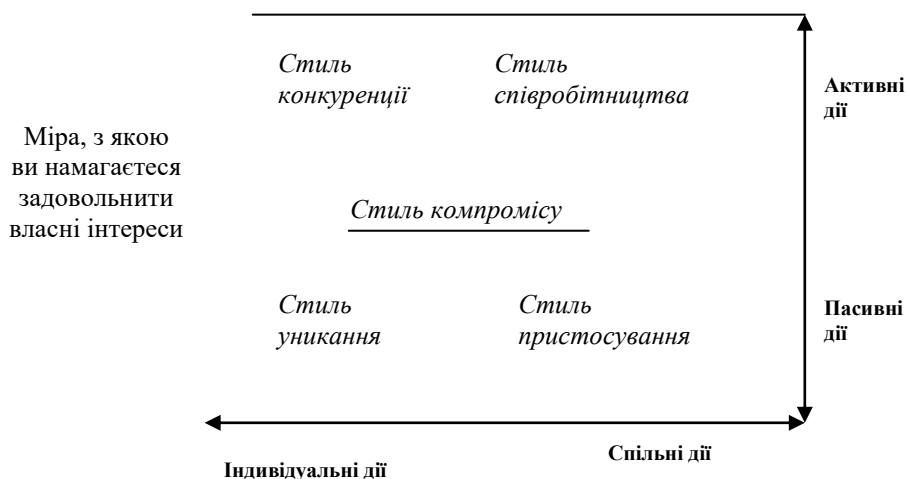 Стиль
конкуренції
Стиль
співробітництва
Активні
дії
Міра, з якою
ви намагаєтеся
задовольнити
власні інтереси
Стиль компромісу
Стиль
уникання
Стиль
пристосування
Пасивні
дії
Індивідуальні дії
Спільні дії